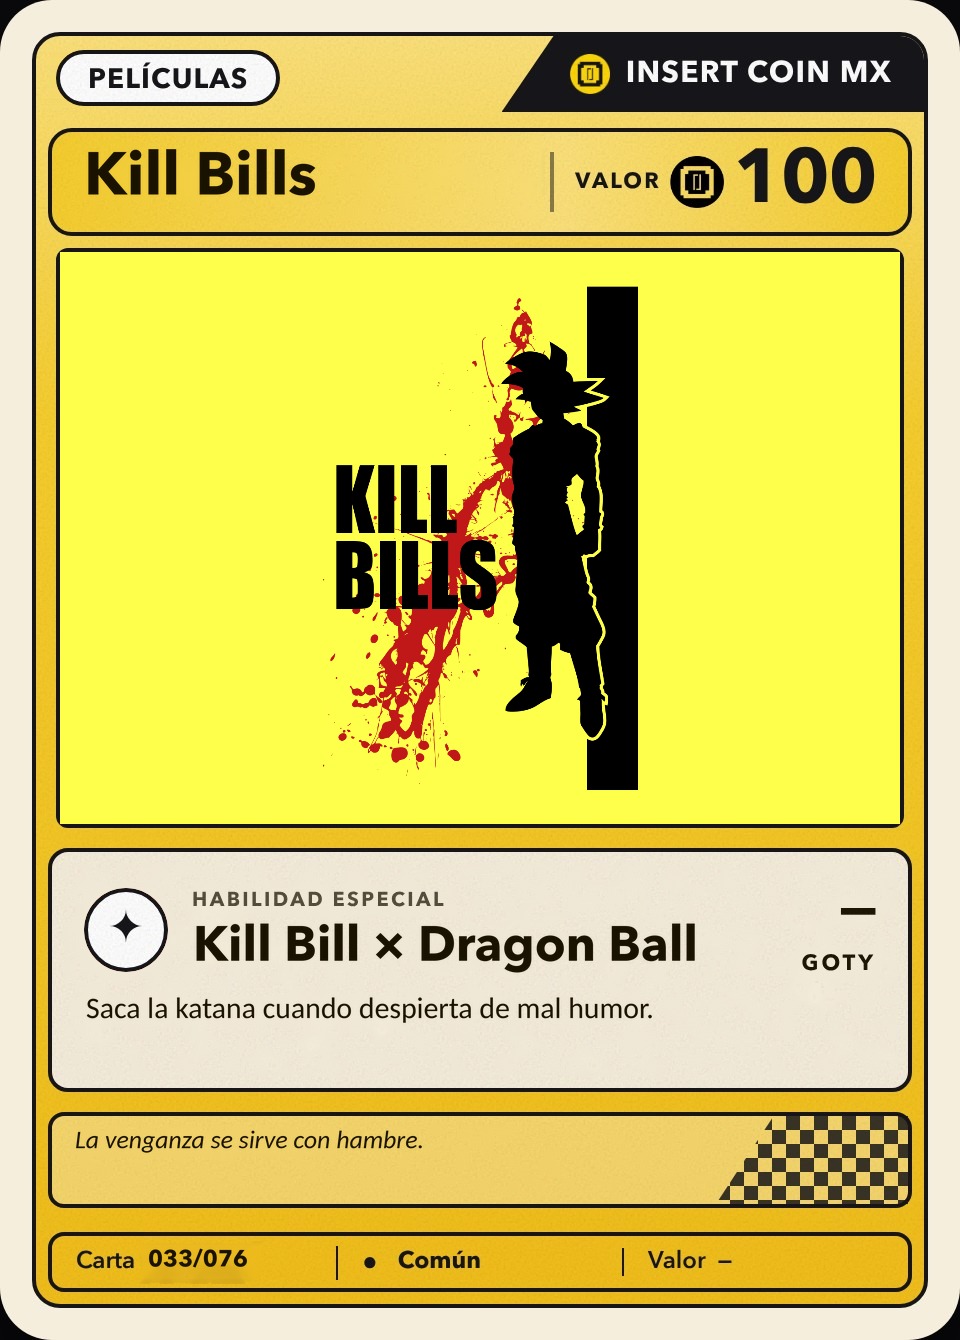 PELÍCULAS
INSERT COIN MX
Kill Bills
VALOR 100
KILL
BILLS
HABILIDAD ESPECIAL
Kill Bill × Dragon Ball
—
GOTY
Saca la katana cuando despierta de mal humor.
La venganza se sirve con hambre.
Carta 033/076
● Común
Valor –